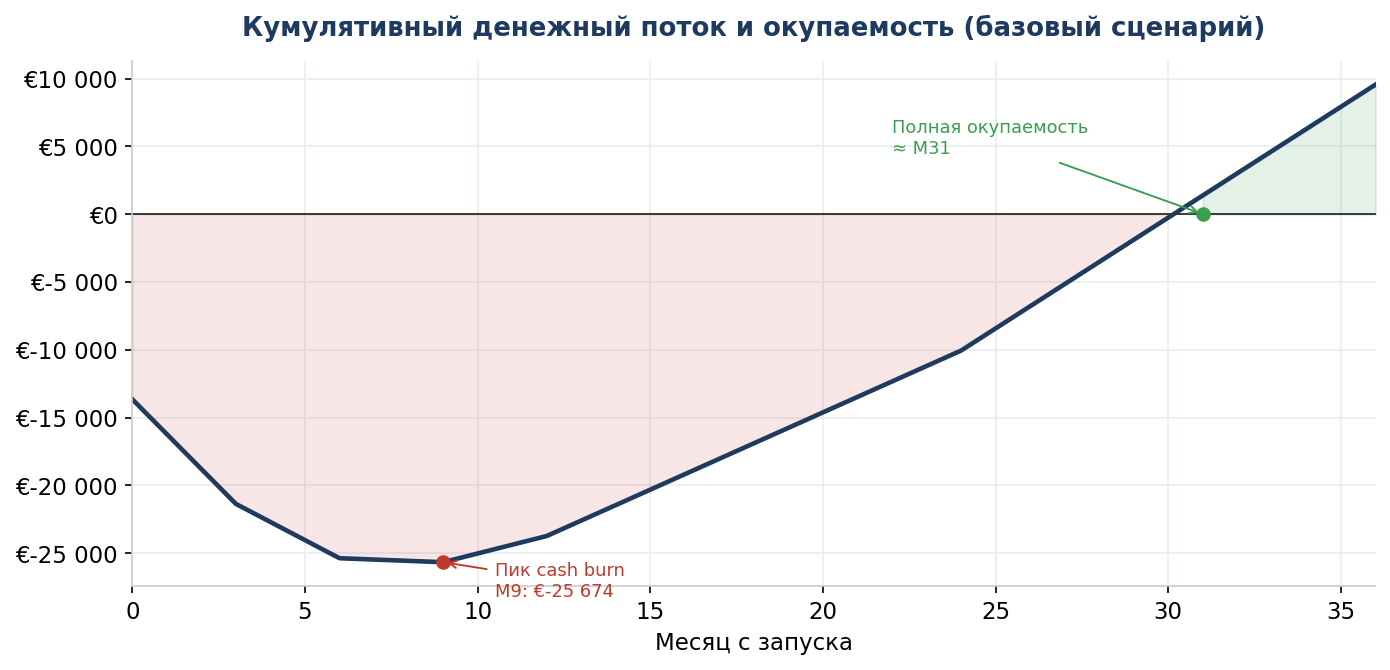 Кумулятивный денежный поток и окупаемость (базовый сценарий)
€10 000
€5 000
€0
€-5 000
€-10 000
€-15 000
€-20 000
€-25 000
Полная окупаемость
≈ M31
Пик cash burn
M9: €-25 674
0 5 10 15 20 25 30 35
Месяц с запуска